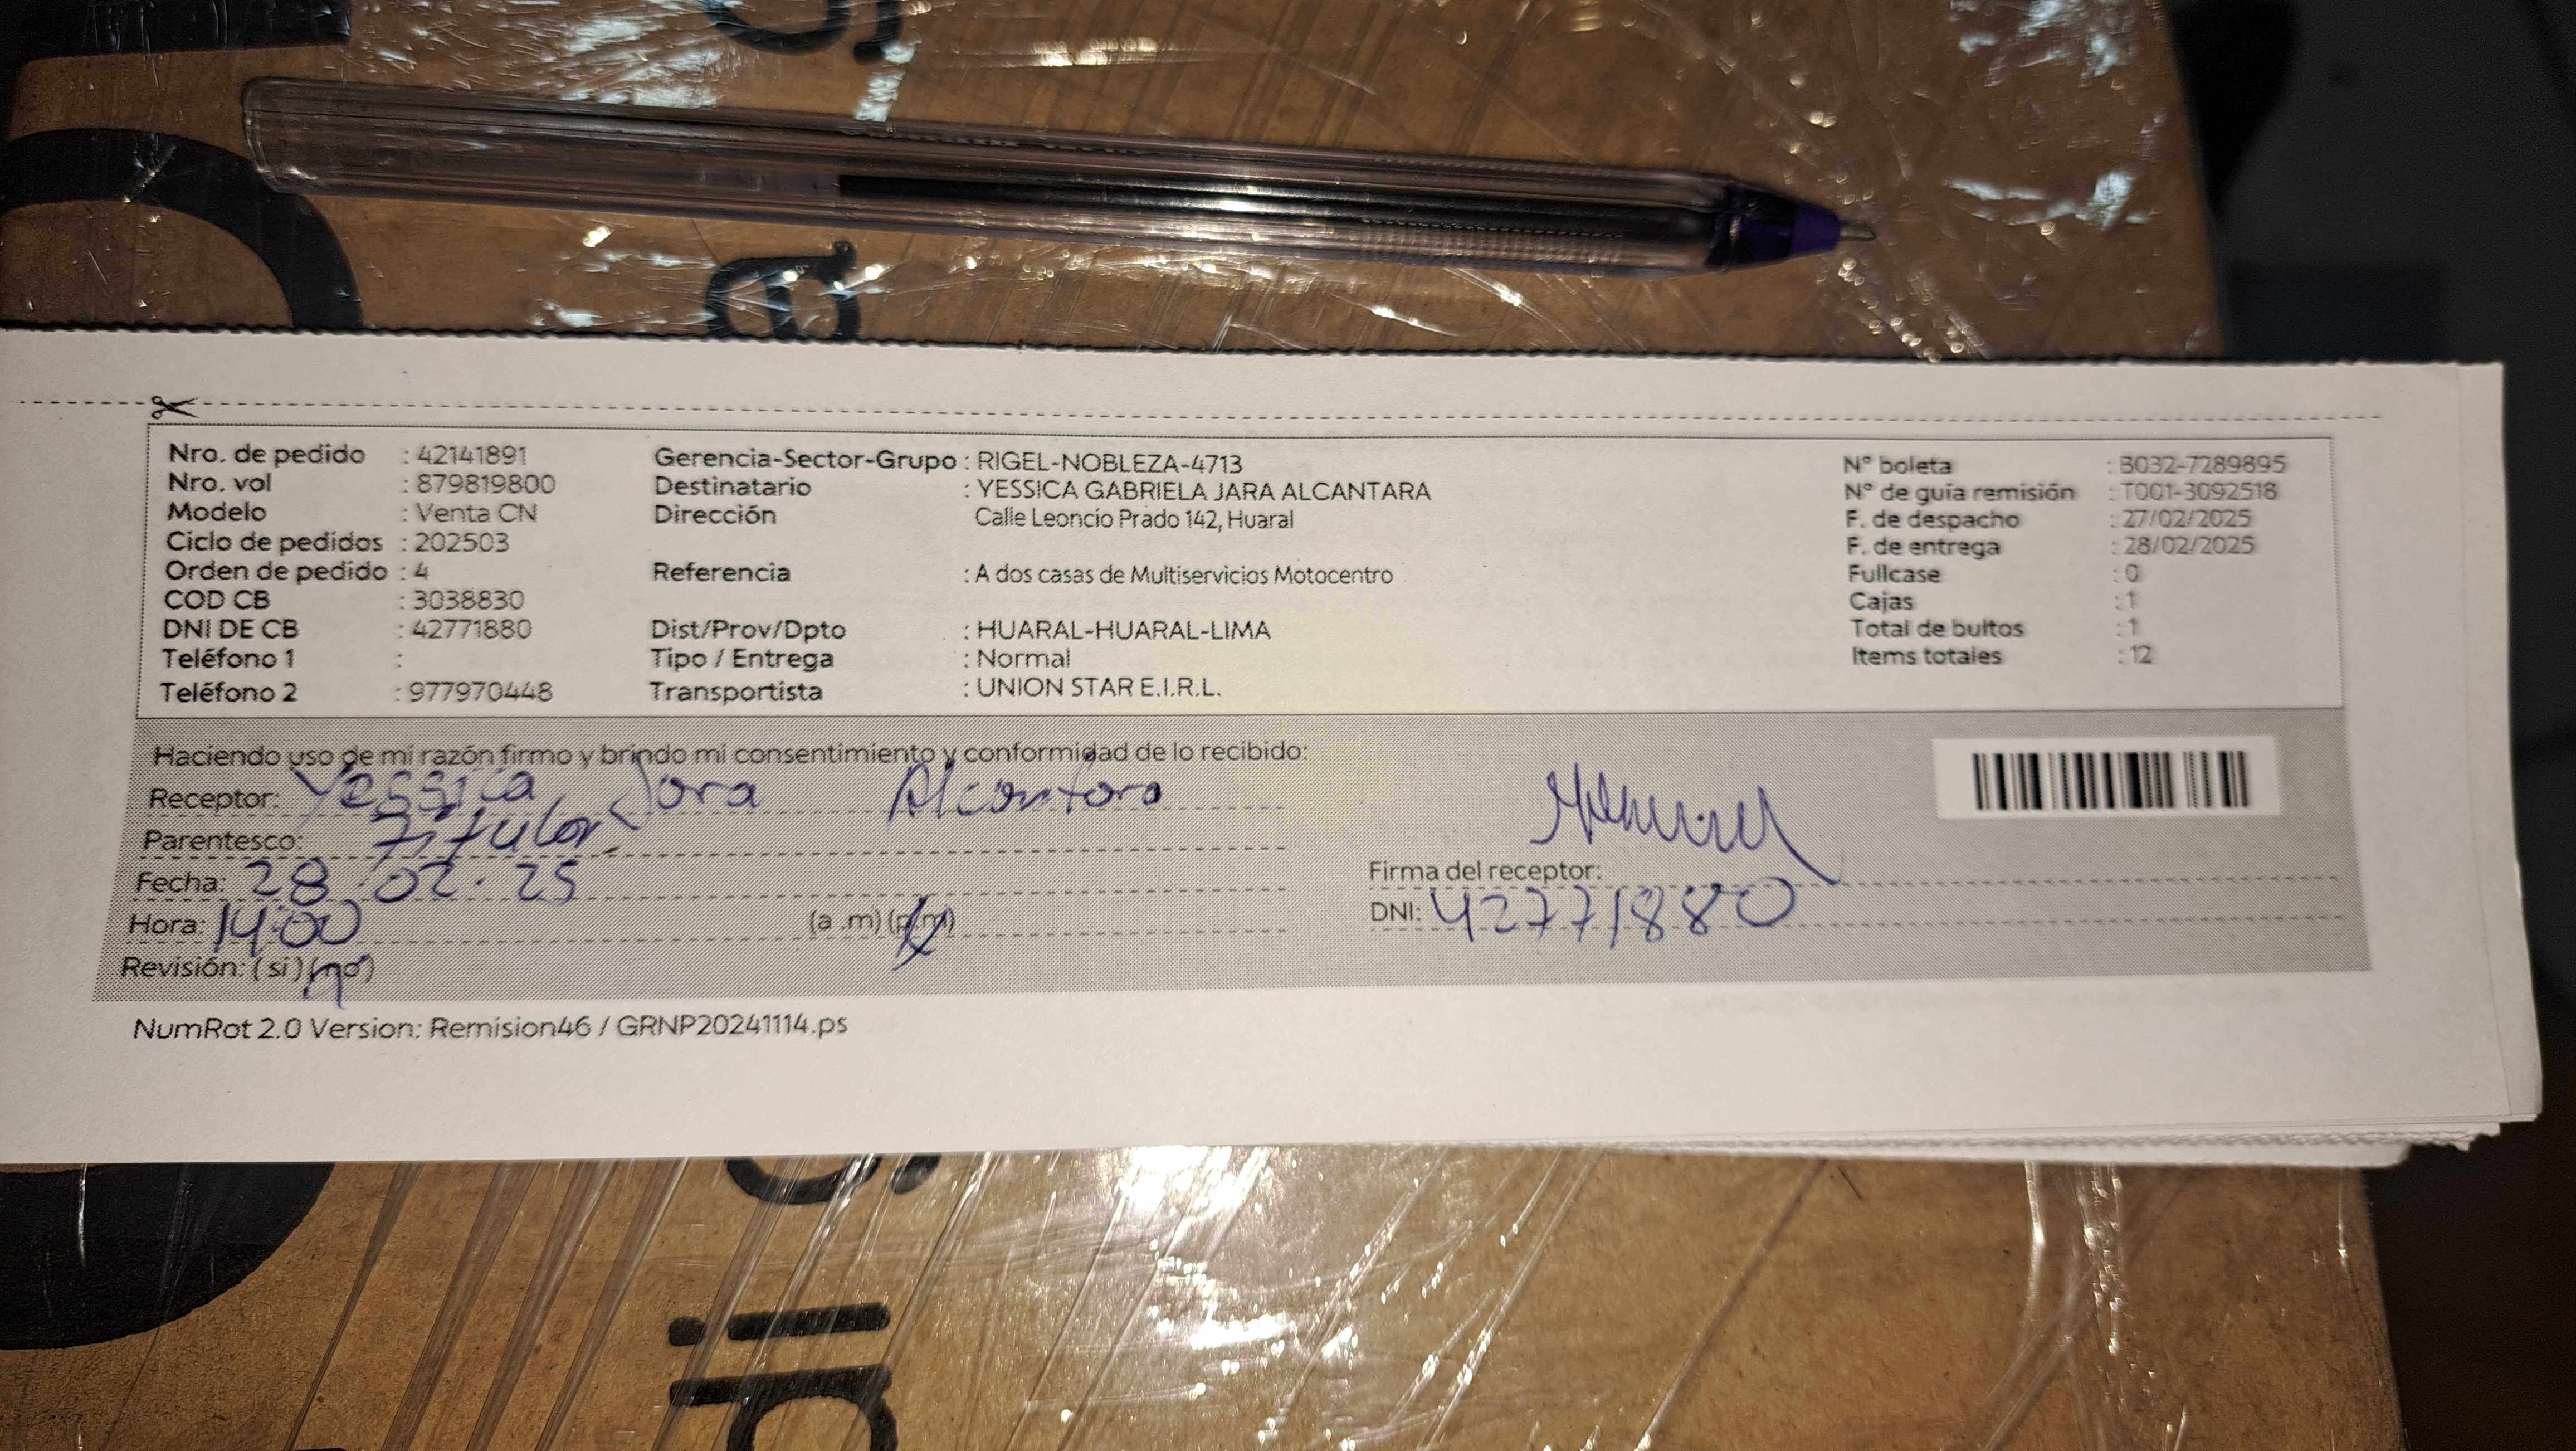 Nro. de pedido : 42141891 Gerencia-Sector-Grupo : RIGEL-NOBLEZA-4713 N° boleta : B032-7289895
Nro. vol : 879819800 Destinatario : YESSICA GABRIELA JARA ALCANTARA N° de guía remisión : T001-3092518
Modelo : Venta CN Dirección Calle Leoncio Prado 142, Huaral F. de despacho : 27/02/2025
Ciclo de pedidos : 202503 F. de entrega : 28/02/2025
Orden de pedido : 4 Referencia : A dos casas de Multiservicios Motocentro Fullcase : 0
COD CB : 3038830 Cajas : 1
DNI DE CB : 42771880 Dist/Prov/Dpto : HUARAL-HUARAL-LIMA Total de bultos : 1
Teléfono 1 : Tipo / Entrega : Normal Items totales : 12
Teléfono 2 : 977970448 Transportista : UNION STAR E.I.R.L.
Haciendo uso de mi razón firmo y brindo mi consentimiento y conformidad de lo recibido:
Receptor: Yessica Jara Alcantara
Parentesco: Titular
Fecha: 28.02.25 Firma del receptor:
Hora: 14:00 (a .m) (p.m) DNI: 42771880
Revisión: ( si ) ( no )
NumRot 2.0 Version: Remision46 / GRNP20241114.ps